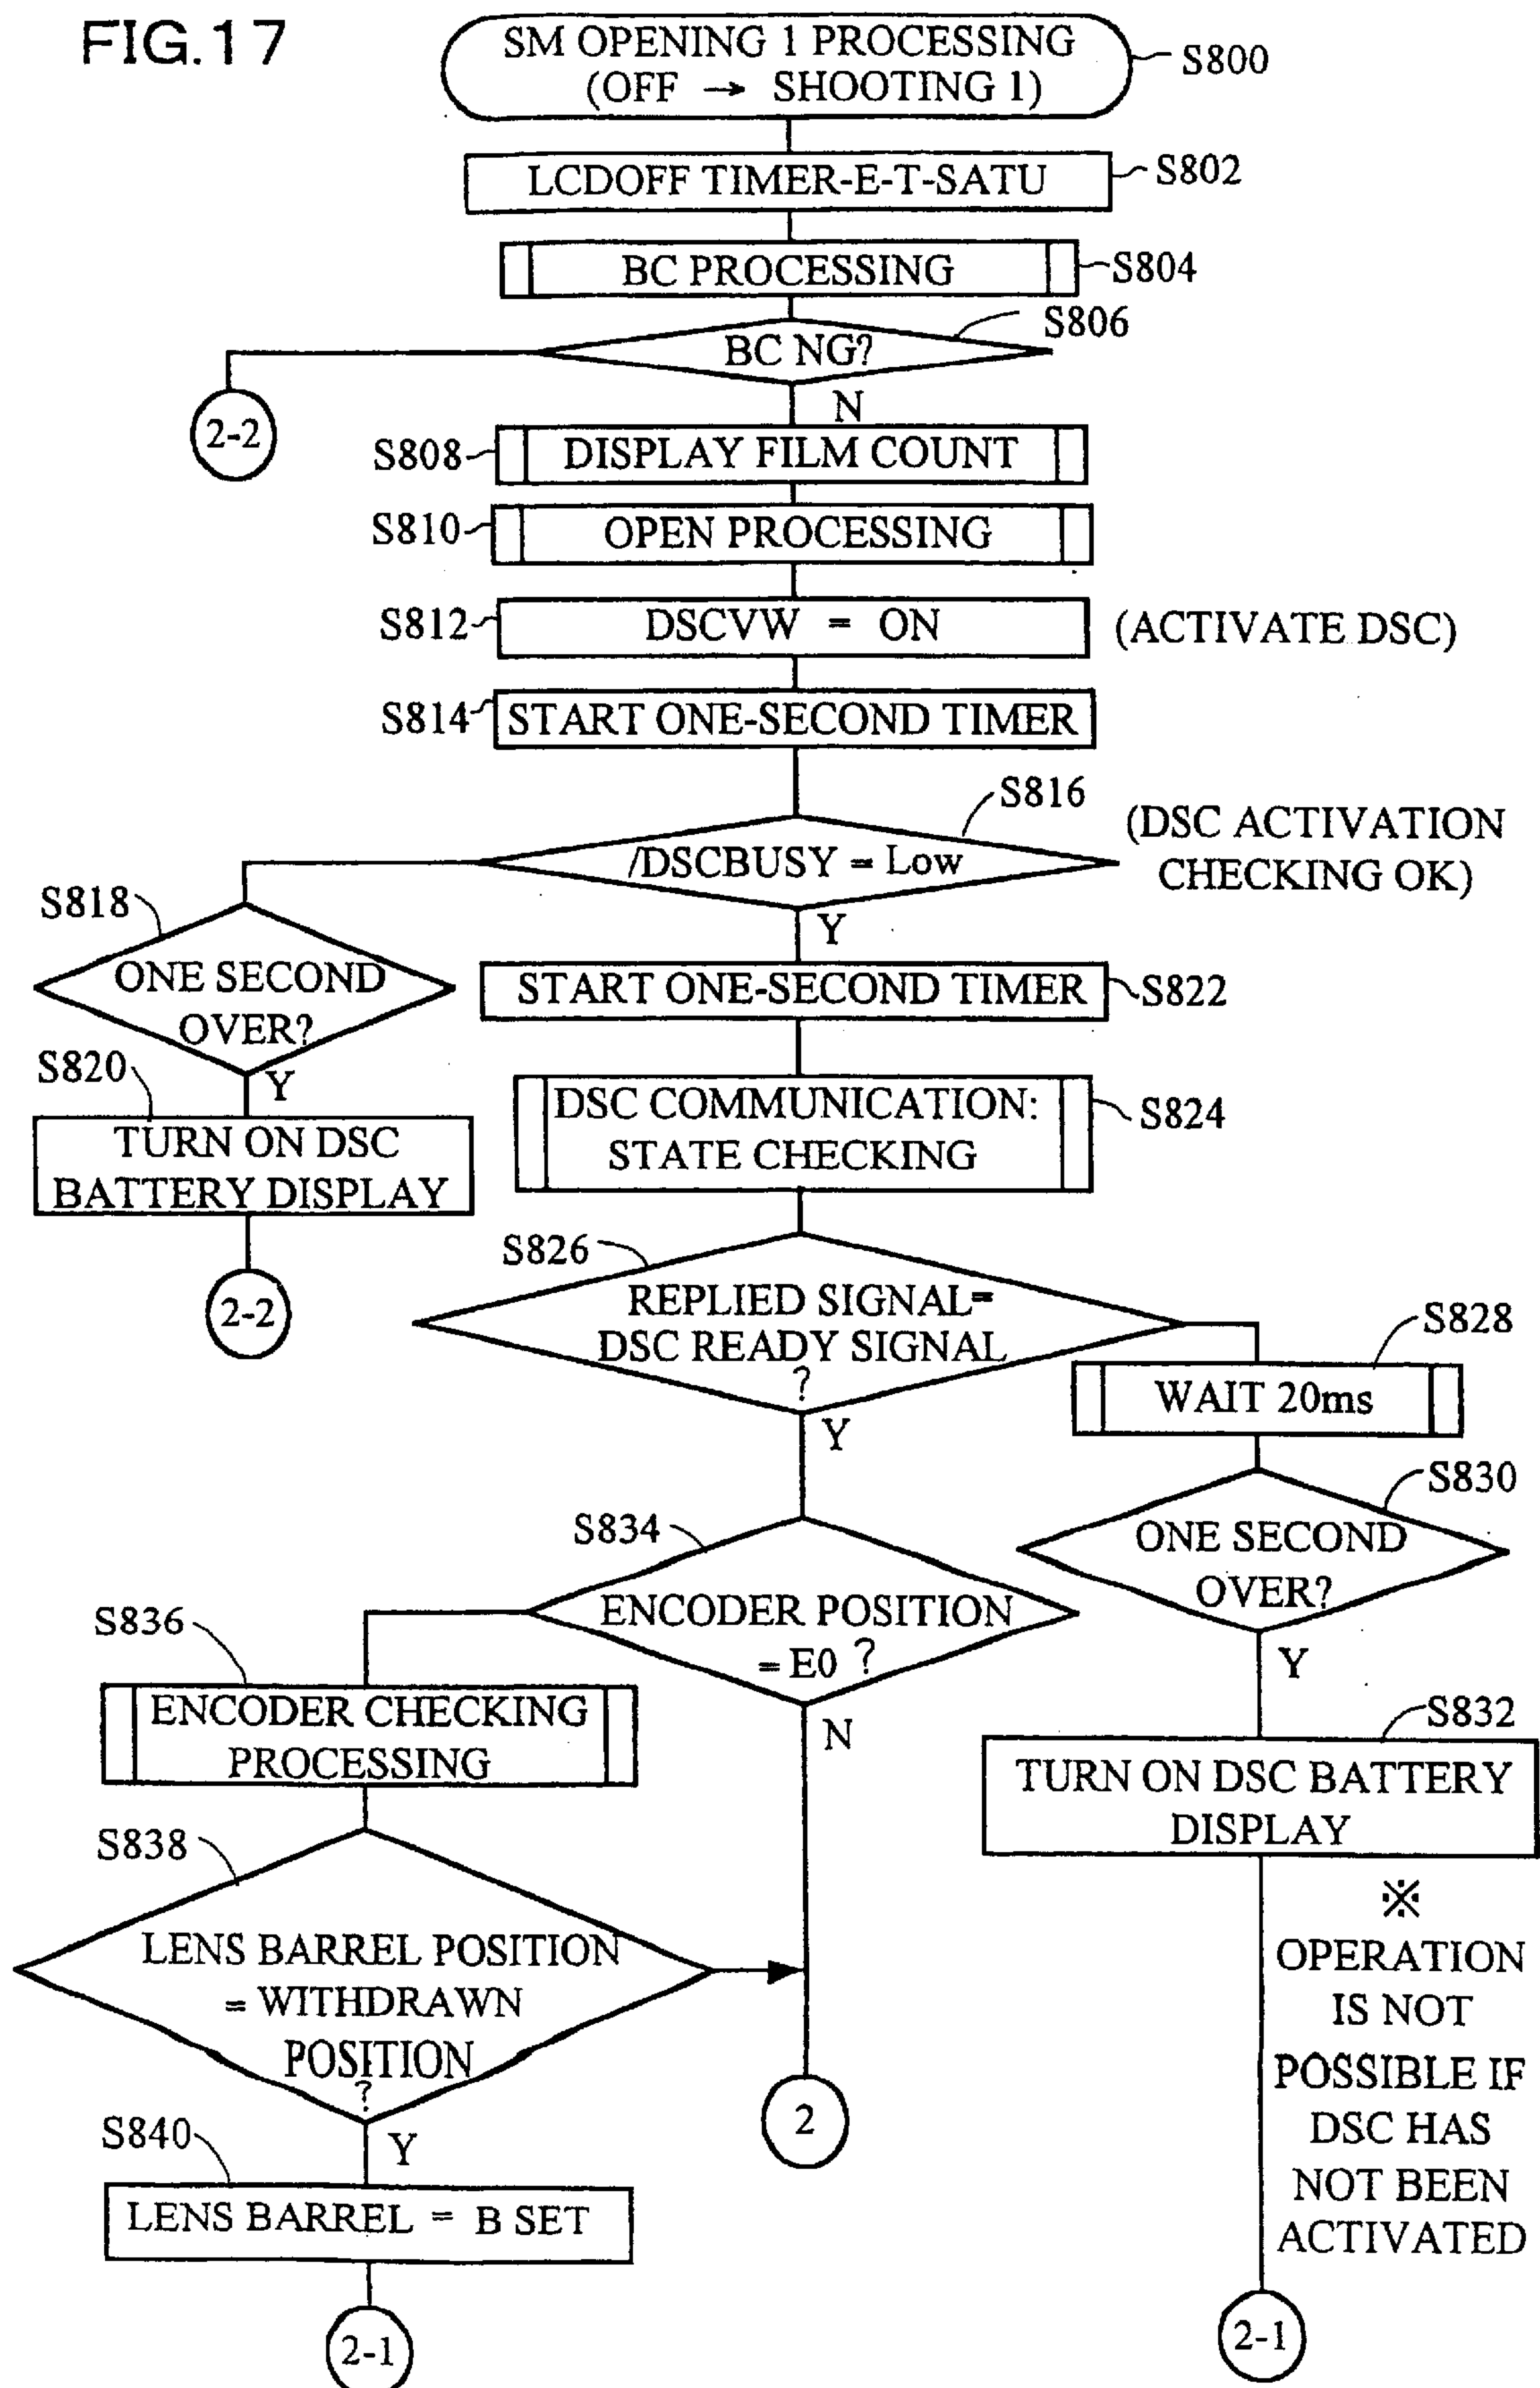 FIG.17
SM OPENING 1 PROCESSING
(OFF → SHOOTING 1)
S800
LCDOFF TIMER-E-T-SATU
S802
BC PROCESSING
S804
S806
BC NG?
N
2-2
S808
DISPLAY FILM COUNT
S810
OPEN PROCESSING
S812
DSCVW = ON
(ACTIVATE DSC)
S814
START ONE-SECOND TIMER
S816
/DSCBUSY = Low
(DSC ACTIVATION
CHECKING OK)
Y
S818
ONE SECOND
OVER?
Y
S820
TURN ON DSC
BATTERY DISPLAY
2-2
START ONE-SECOND TIMER
S822
DSC COMMUNICATION:
STATE CHECKING
S824
S826
REPLIED SIGNAL=
DSC READY SIGNAL
?
Y
S828
WAIT 20ms
S830
ONE SECOND
OVER?
Y
S832
TURN ON DSC BATTERY
DISPLAY
※
OPERATION
IS NOT
POSSIBLE IF
DSC HAS
NOT BEEN
ACTIVATED
2-1
S834
ENCODER POSITION
= E0 ?
N
S836
ENCODER CHECKING
PROCESSING
S838
LENS BARREL POSITION
= WITHDRAWN
POSITION
?
Y
2
S840
LENS BARREL = B SET
2-1